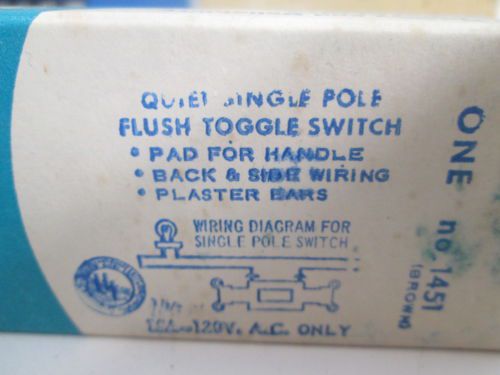 QUIET SINGLE POLE
FLUSH TOGGLE SWITCH
• PAD FOR HANDLE
• BACK & SIDE WIRING
• PLASTER EARS
WIRING DIAGRAM FOR
SINGLE POLE SWITCH
15A-120V. A.C. ONLY
ONE no. 1451
(BROWN)